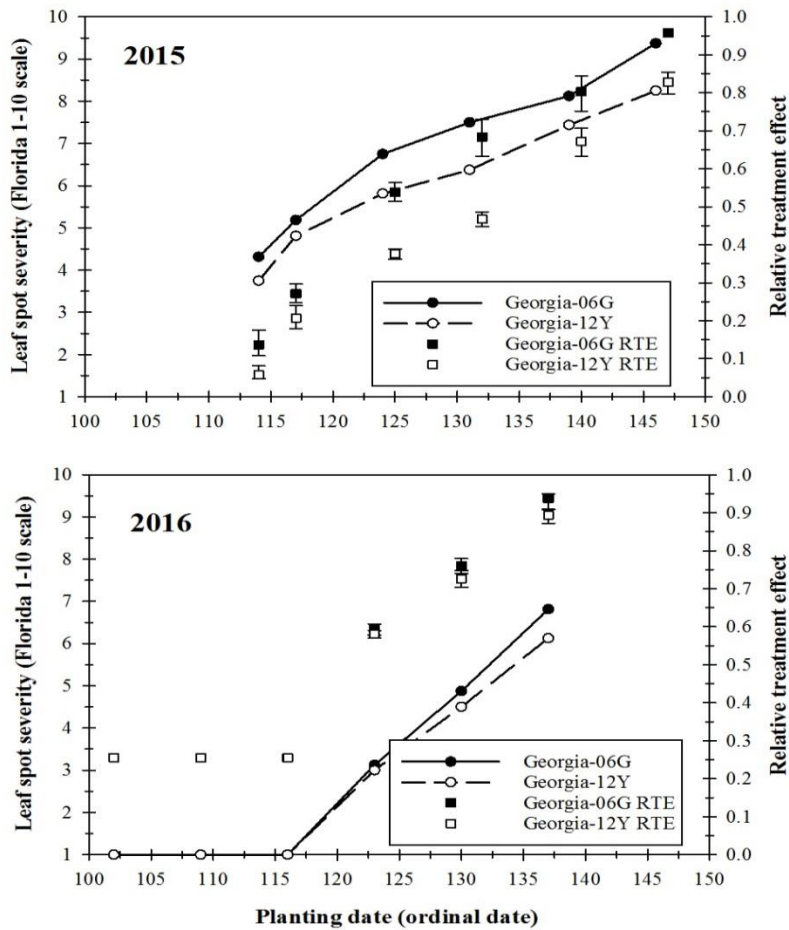 2015
Leaf spot severity (Florida 1-10 scale)
10
9
8
7
6
5
4
3
2
1
1.0
0.9
0.8
0.7
0.6
0.5
0.4
0.3
0.2
0.1
0.0
Relative treatment effect
Georgia-06G
Georgia-12Y
Georgia-06G RTE
Georgia-12Y RTE
100 105 110 115 120 125 130 135 140 145 150
2016
Leaf spot severity (Florida 1-10 scale)
10
9
8
7
6
5
4
3
2
1
1.0
0.9
0.8
0.7
0.6
0.5
0.4
0.3
0.2
0.1
0.0
Relative treatment effect
Georgia-06G
Georgia-12Y
Georgia-06G RTE
Georgia-12Y RTE
100 105 110 115 120 125 130 135 140 145 150
Planting date (ordinal date)